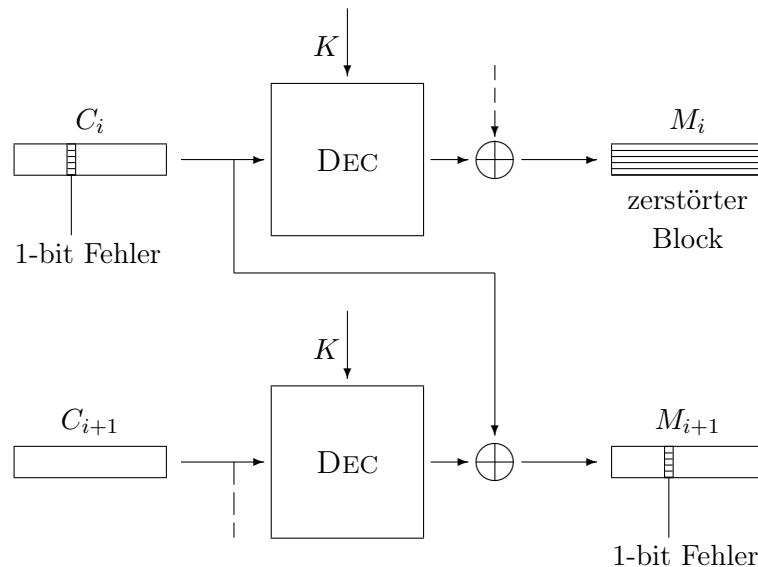 K
C_i
DEC
M_i
zerstörter
Block
1-bit Fehler
K
C_{i+1}
DEC
M_{i+1}
1-bit Fehler